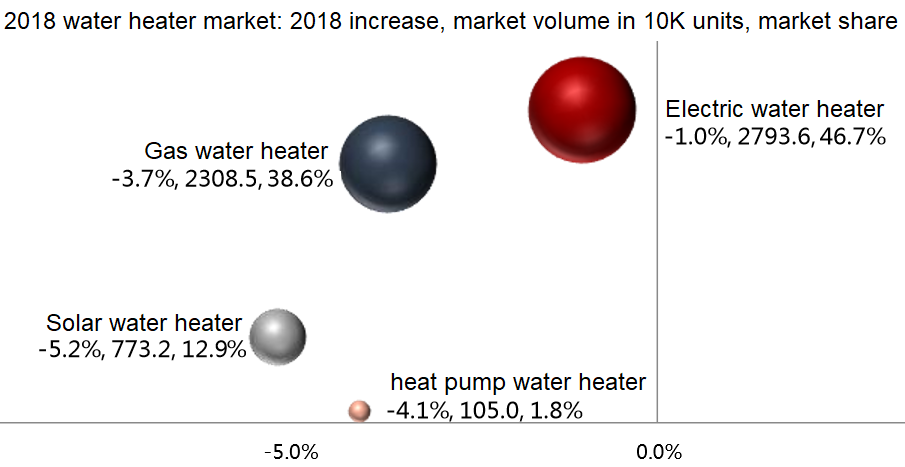 2018 water heater market: 2018 increase, market volume in 10K units, market share
Electric water heater
-1.0%, 2793.6, 46.7%
Gas water heater
-3.7%, 2308.5, 38.6%
Solar water heater
-5.2%, 773.2, 12.9%
heat pump water heater
-4.1%, 105.0, 1.8%
-5.0%
0.0%